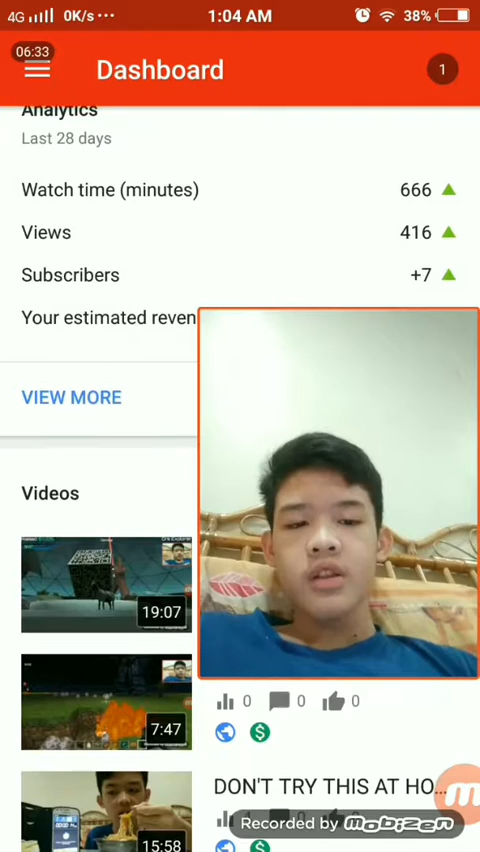 4G 0K/s ··· 1:04 AM 38%
06:33
Dashboard 1
Analytics
Last 28 days
Watch time (minutes) 666
Views 416
Subscribers +7
Your estimated reven
VIEW MORE
Videos
19:07
0 0 0
7:47
DON'T TRY THIS AT HO...
15:58
Recorded by mobizen